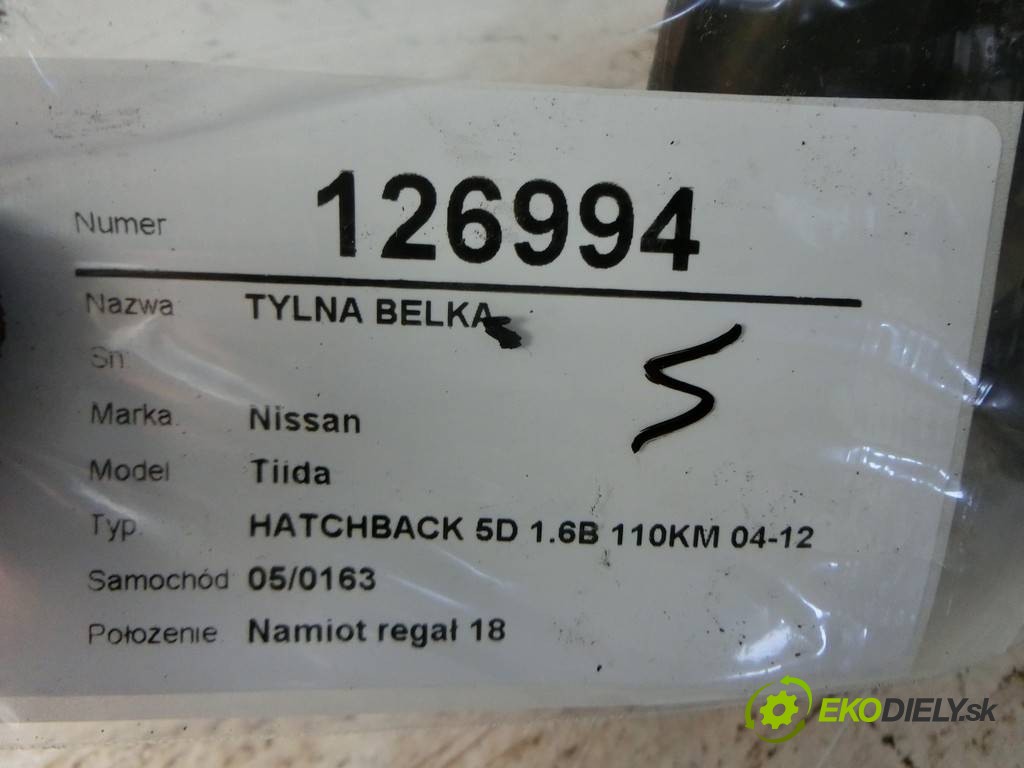 Numer 126994
Nazwa TYLNA BELKA
Sn
Marka Nissan
Model Tiida
Typ HATCHBACK 5D 1.6B 110KM 04-12
Samochód 05/0163
Położenie Namiot regał 18
EKODIELY.sk